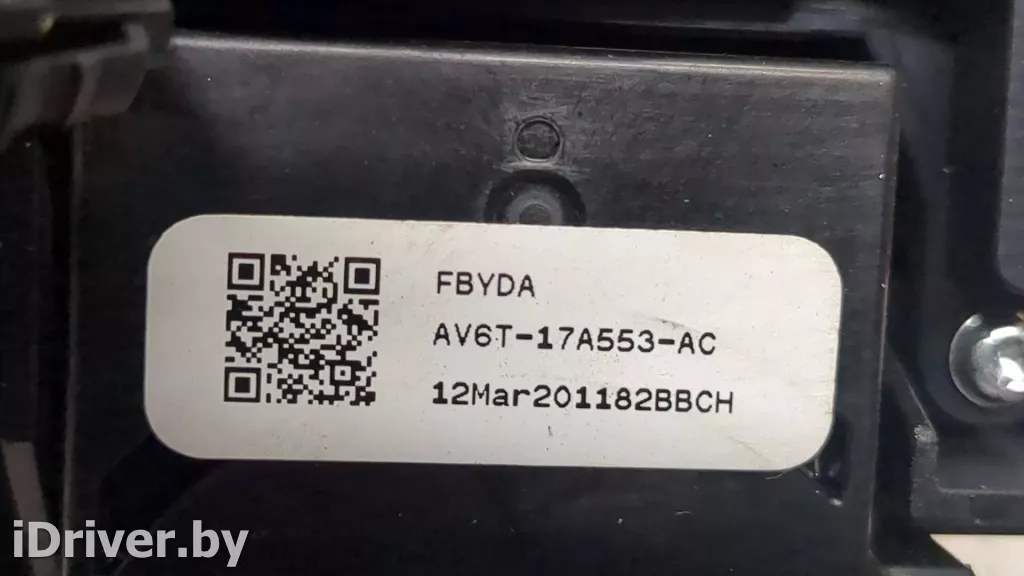 FBYDA
AV6T-17A553-AC
12Mar201182BBCH
iDriver.by